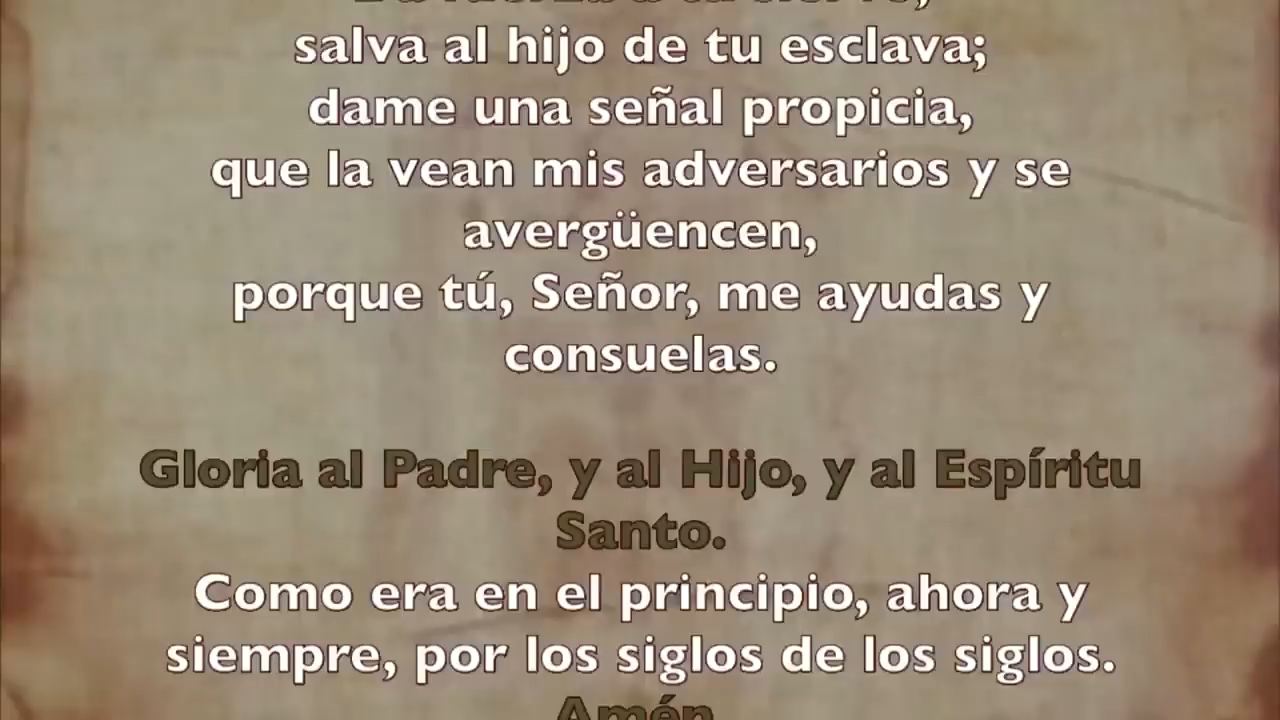 salva al hijo de tu esclava;
dame una señal propicia,
que la vean mis adversarios y se
avergüencen,
porque tú, Señor, me ayudas y
consuelas.
Gloria al Padre, y al Hijo, y al Espíritu
Santo.
Como era en el principio, ahora y
siempre, por los siglos de los siglos.
Amén